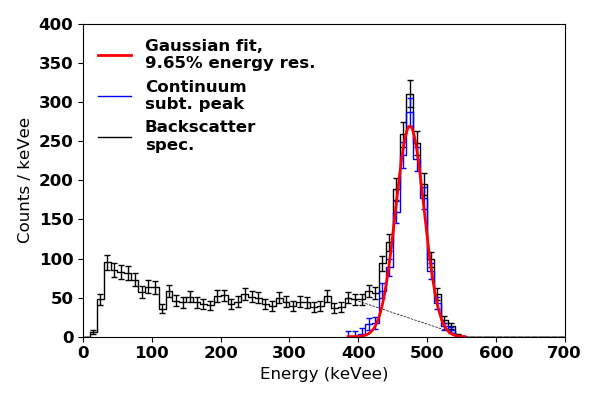 400
350
300
250
200
150
100
50
0
Counts / keVee
Gaussian fit,
9.65% energy res.
Continuum
subt. peak
Backscatter
spec.
0 100 200 300 400 500 600 700
Energy (keVee)